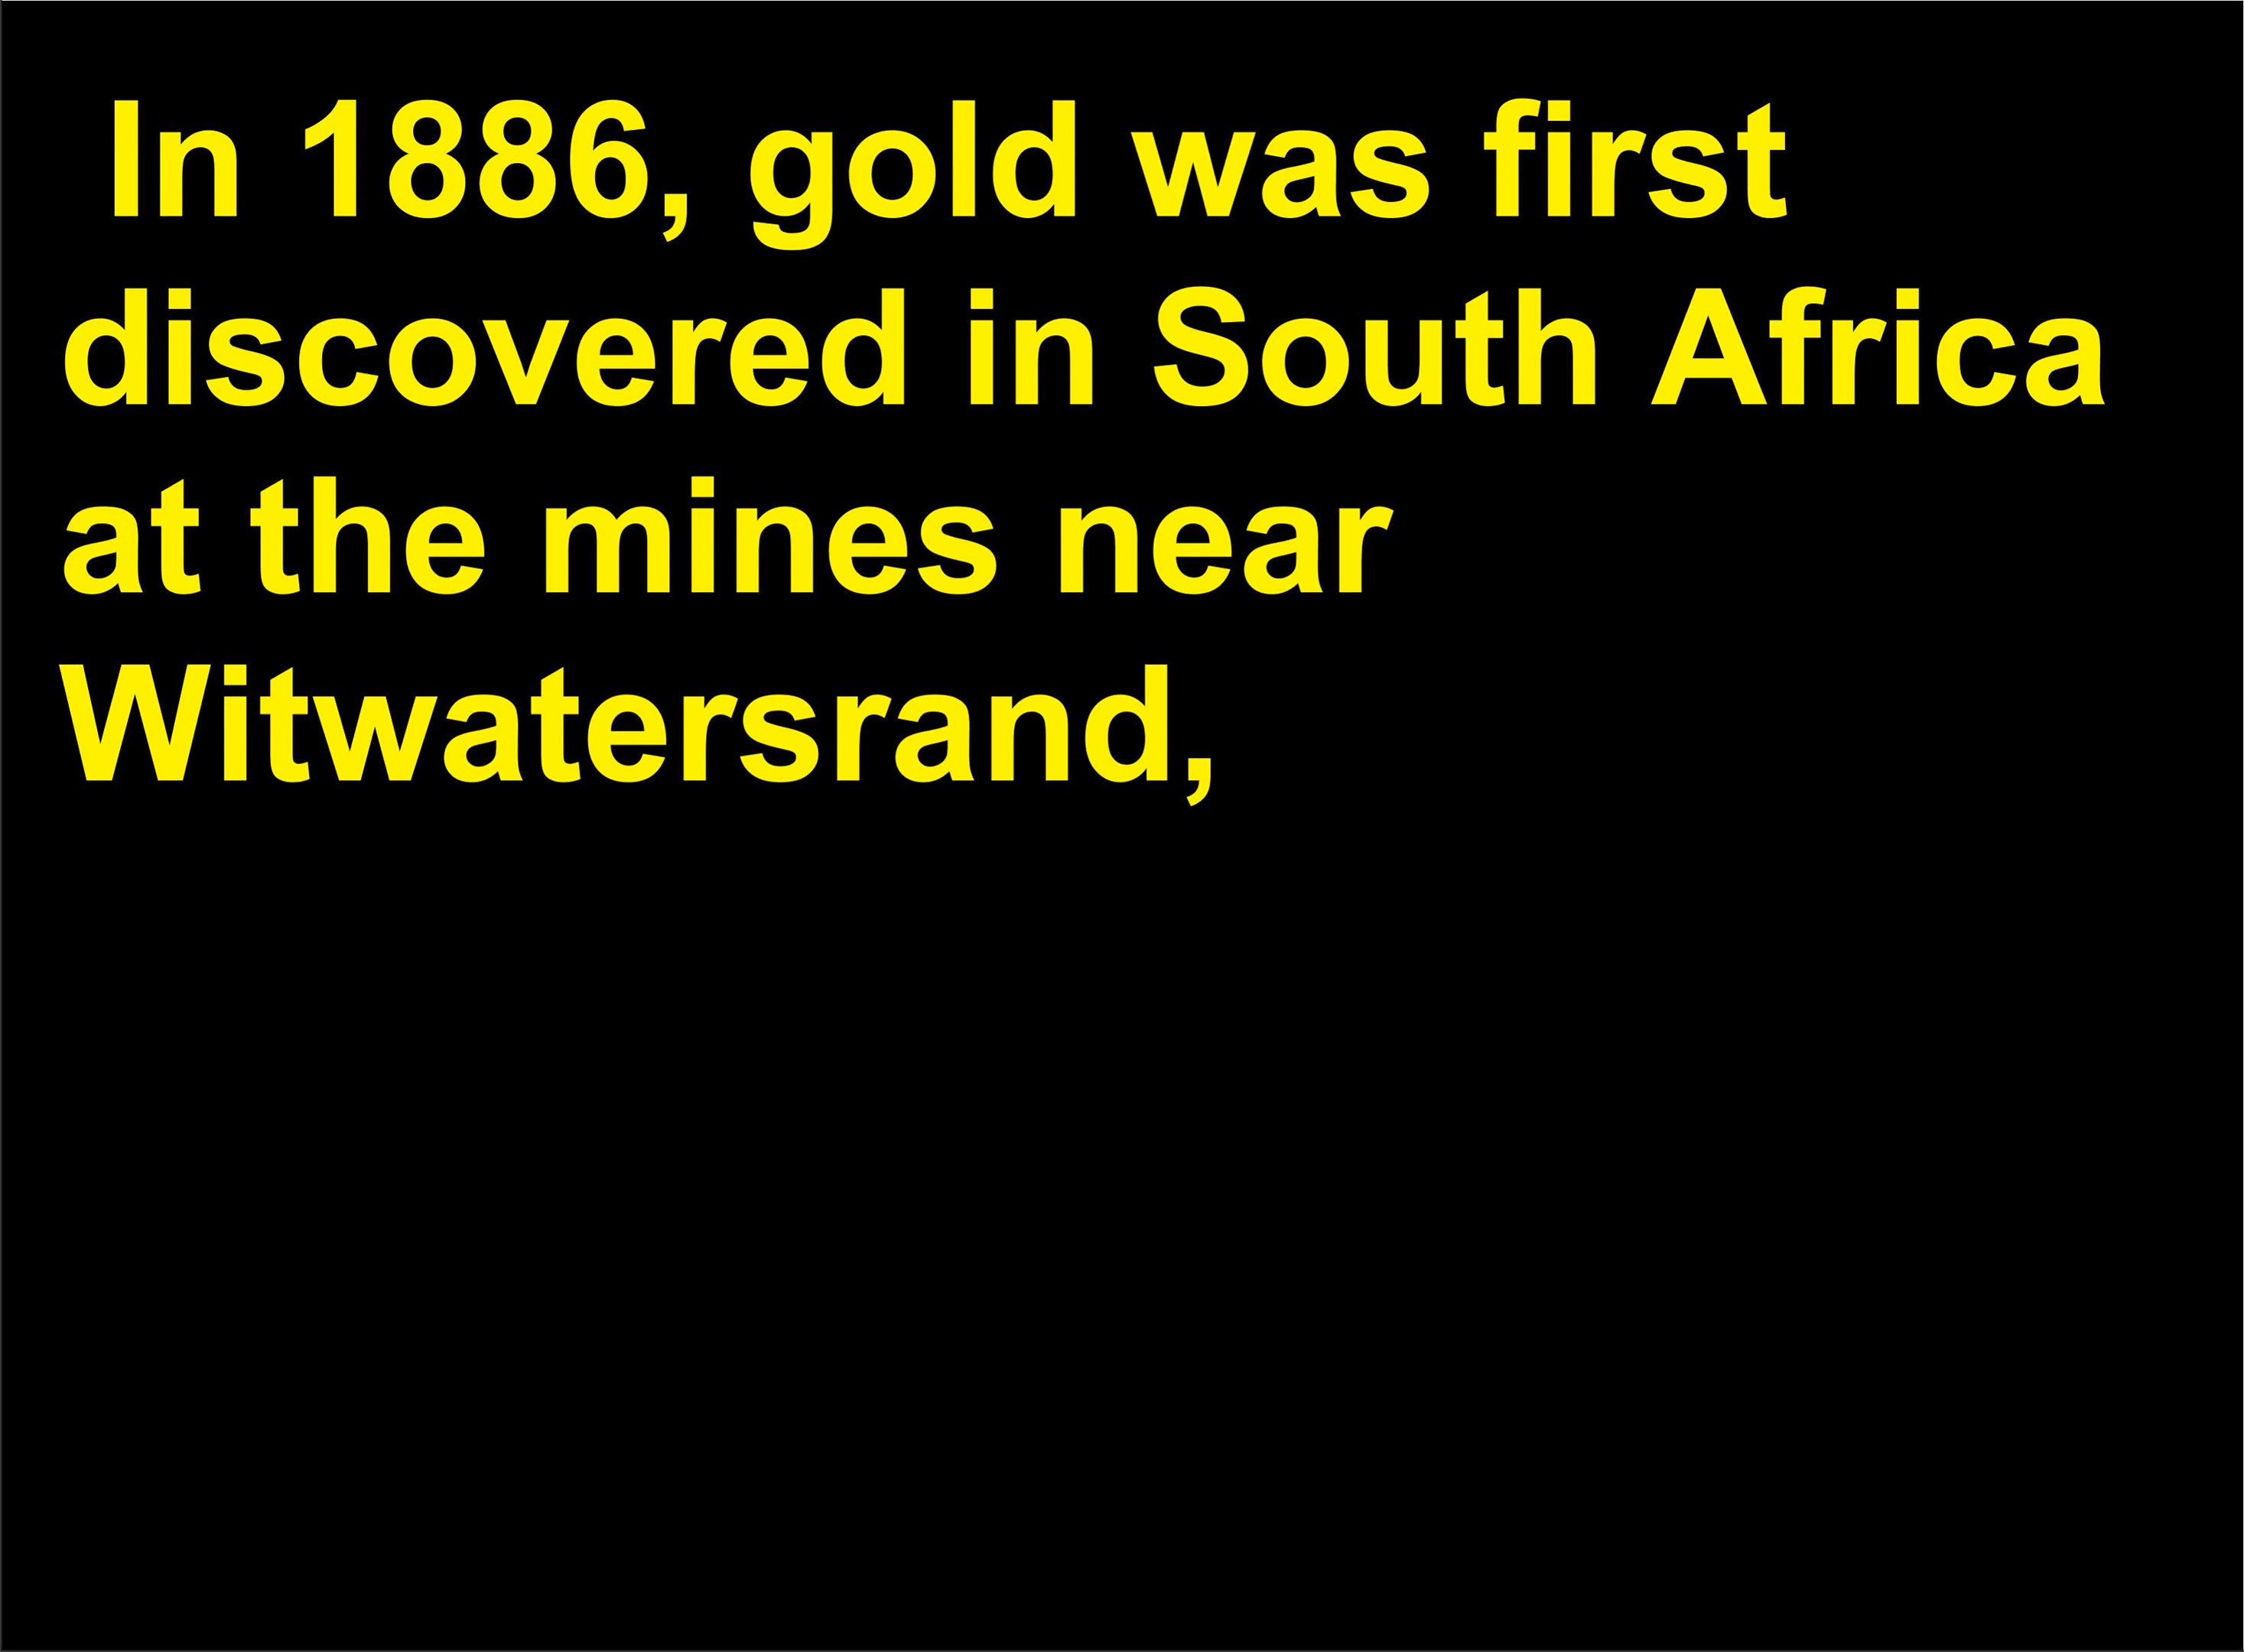 In 1886, gold was first
discovered in South Africa
at the mines near
Witwatersrand,